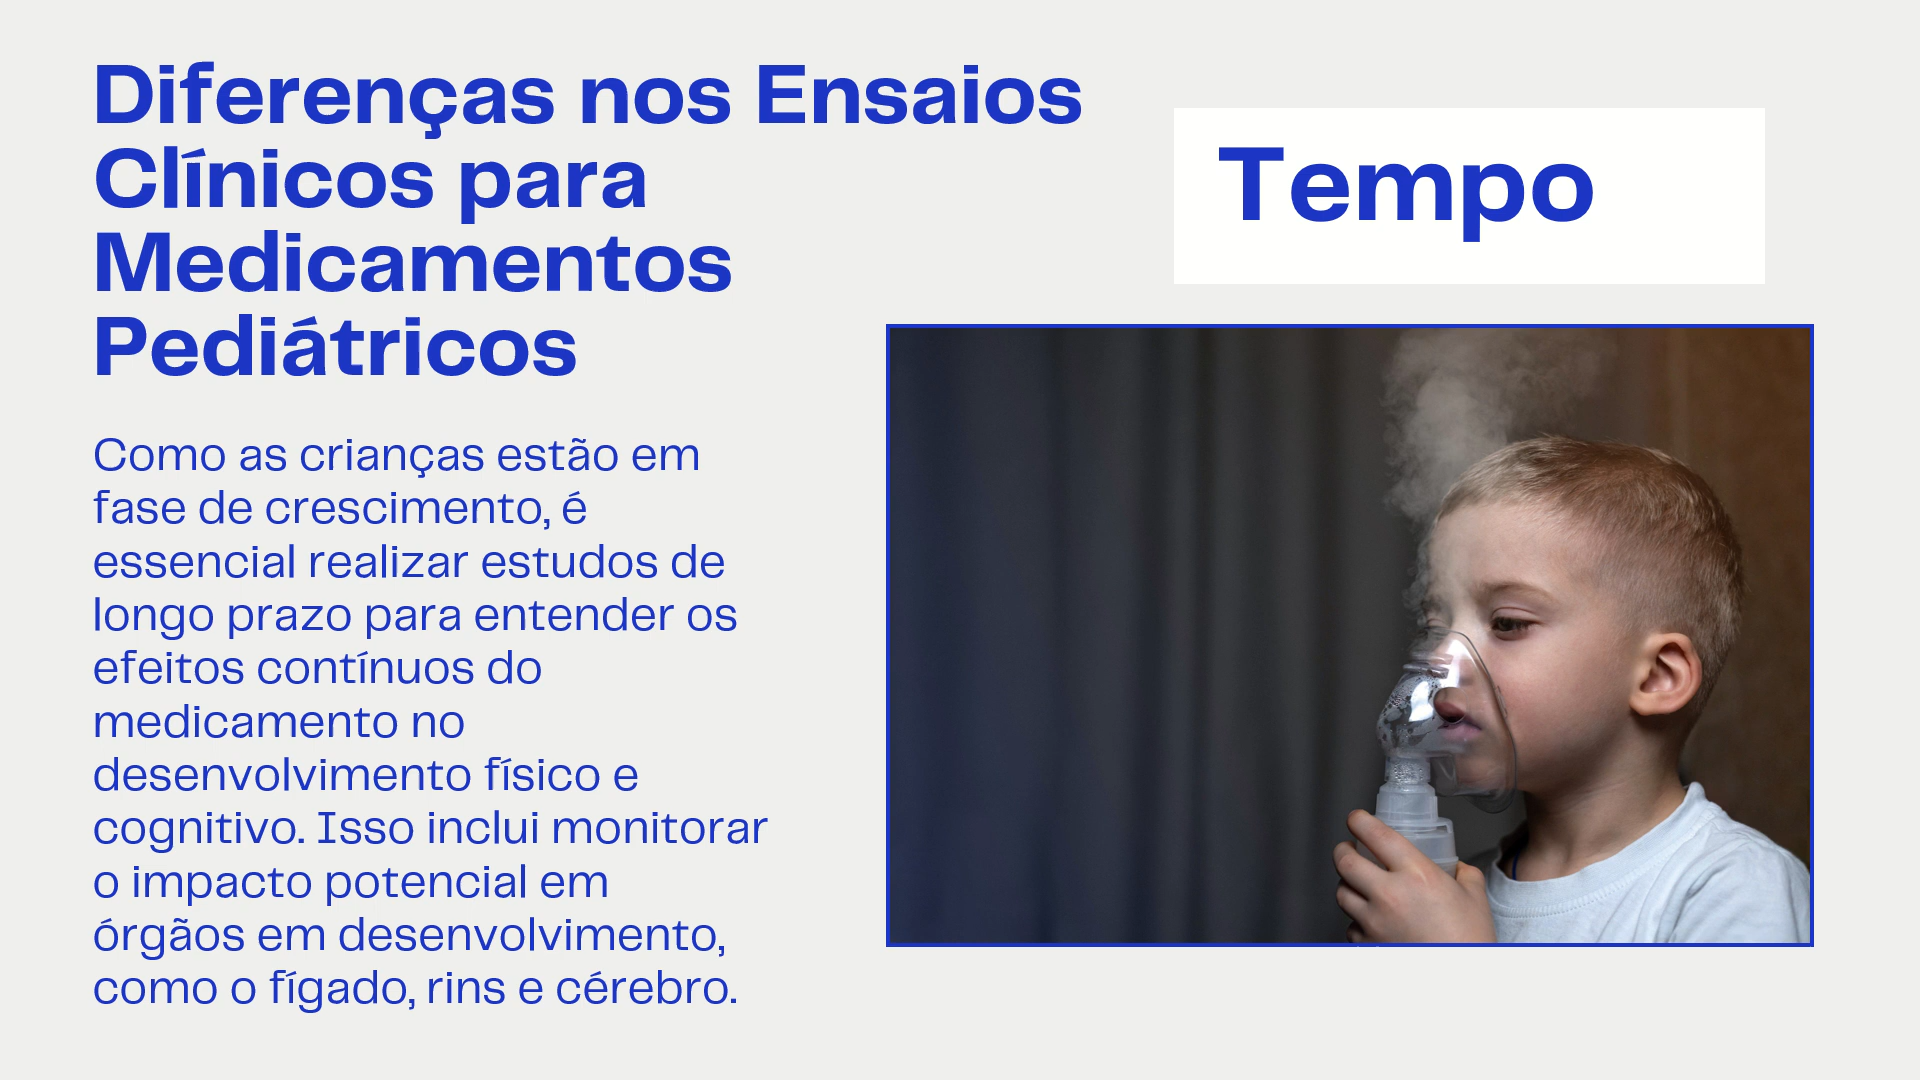 Diferenças nos Ensaios
Clínicos para
Medicamentos
Pediátricos
Tempo
Como as crianças estão em
fase de crescimento, é
essencial realizar estudos de
longo prazo para entender os
efeitos contínuos do
medicamento no
desenvolvimento físico e
cognitivo. Isso inclui monitorar
o impacto potencial em
órgãos em desenvolvimento,
como o fígado, rins e cérebro.